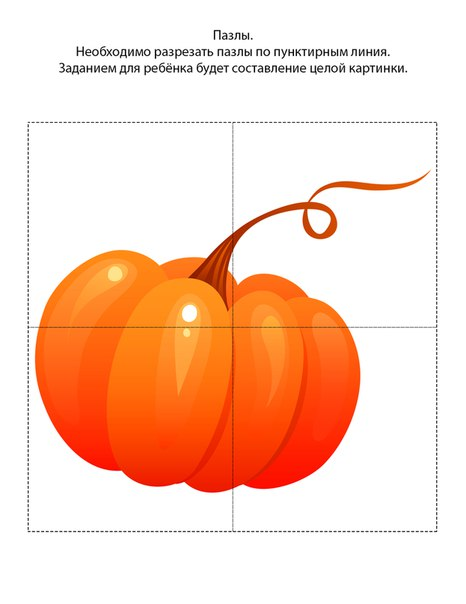 Пазлы.
Необходимо разрезать пазлы по пунктирным линия.
Заданием для ребёнка будет составление целой картинки.